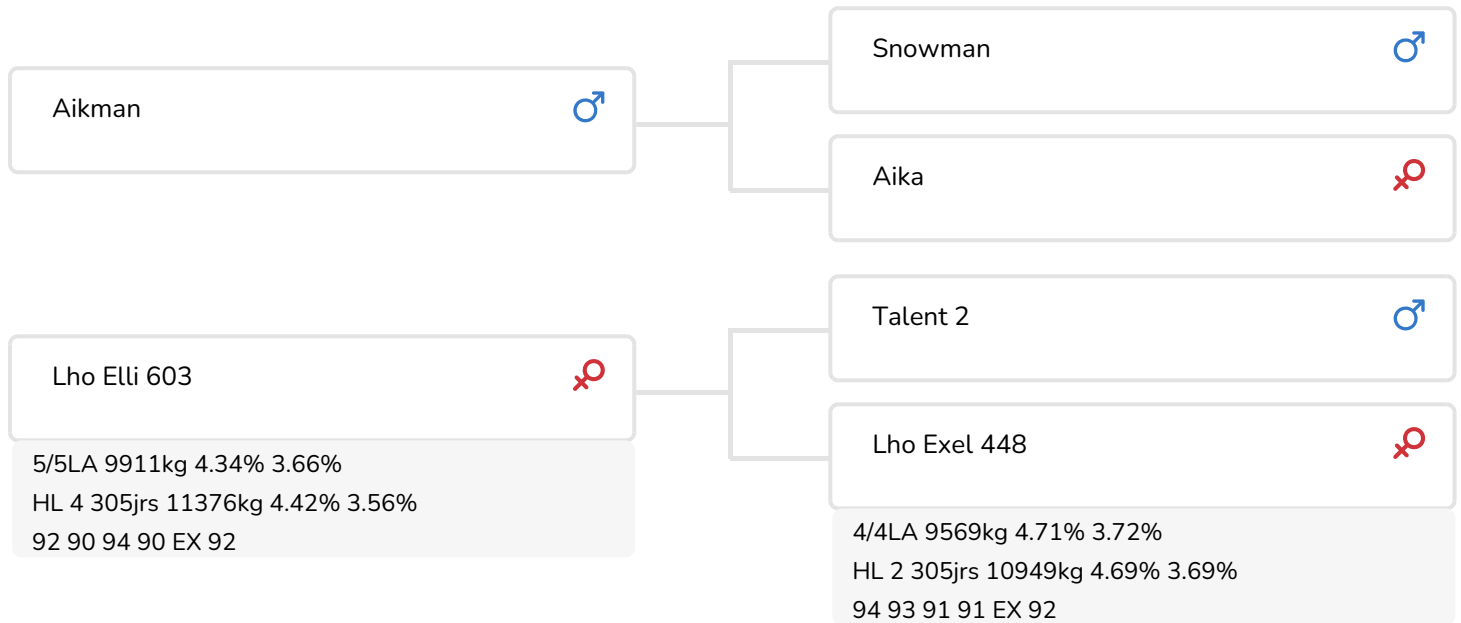 Aikman
Snowman
Aika
Lho Elli 603
5/5LA 9911kg 4.34% 3.66%
HL 4 305jrs 11376kg 4.42% 3.56%
92 90 94 90 EX 92
Talent 2
Lho Exel 448
4/4LA 9569kg 4.71% 3.72%
HL 2 305jrs 10949kg 4.69% 3.69%
94 93 91 91 EX 92